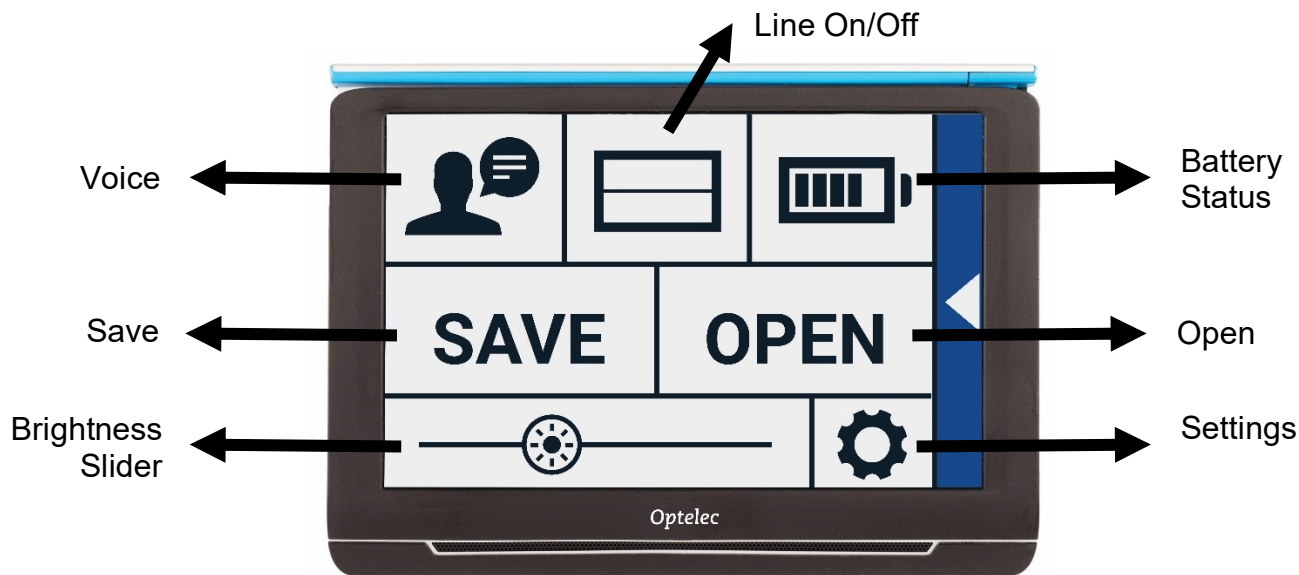 Line On/Off
Voice
Battery
Status
SAVE
OPEN
Save
Open
Brightness
Slider
Settings
Optelec